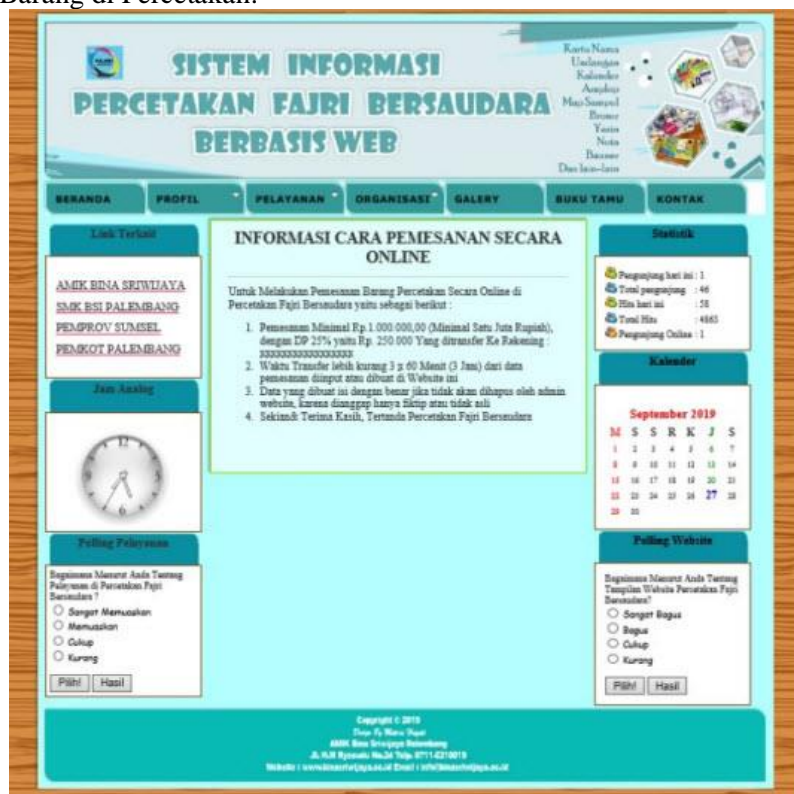 Barang di Percetakan.
SISTEM INFORMASI
PERCETAKAN FAJRI BERSAUDARA
BERBASIS WEB
Kartu Nama
Undangan
Kalender
Amplop
Map Sampul
Brosur
Yasin
Nota
Banner
Dan lain-lain
BERANDA PROFIL PELAYANAN ORGANISASI GALERY BUKU TAMU KONTAK
Link Terkait
AMIK BINA SRIWIJAYA
SMK BSI PALEMBANG
PEMPROV SUMSEL
PEMKOT PALEMBANG
Jam Analog
12
6
Polling Pelayanan
Bagaimana Menurut Anda Tentang
Pelayanan di Percetakan Fajri
Bersaudara ?
Sangat Memuaskan
Memuaskan
Cukup
Kurang
Pilih! Hasil
INFORMASI CARA PEMESANAN SECARA
ONLINE
Untuk Melakukan Pemesanan Barang Percetakan Secara Online di
Percetakan Fajri Bersaudara yaitu sebagai berikut :
1. Pemesanan Minimal Rp.1.000.000,00 (Minimal Satu Juta Rupiah),
dengan DP 25% yaitu Rp. 250.000 Yang ditransfer Ke Rekening :
xxxxxxxxxxxxxxxxxx
2. Waktu Transfer lebih kurang 3 x 60 Menit (3 Jam) dari data
pemesanan diinput atau dibuat di Website ini
3. Data yang dibuat isi dengan benar jika tidak akan dihapus oleh admin
website, karena dianggap hanya fiktip atau tidak asli
4. Sekian& Terima Kasih, Tertanda Percetakan Fajri Bersaudara
Statistik
Pengunjung hari ini : 1
Total pengunjung : 46
Hits hari ini : 58
Total Hits : 4863
Pengunjung Online : 1
Kalender
September 2019
M S S R K J S
1 2 3 4 5 6 7
8 9 10 11 12 13 14
15 16 17 18 19 20 21
22 23 24 25 26 27 28
29 30
Polling Website
Bagaimana Menurut Anda Tentang
Tampilan Website Percetakan Fajri
Bersaudara?
Sangat Bagus
Bagus
Cukup
Kurang
Pilih! Hasil
Copyright © 2019
AMIK Bina Sriwijaya Palembang